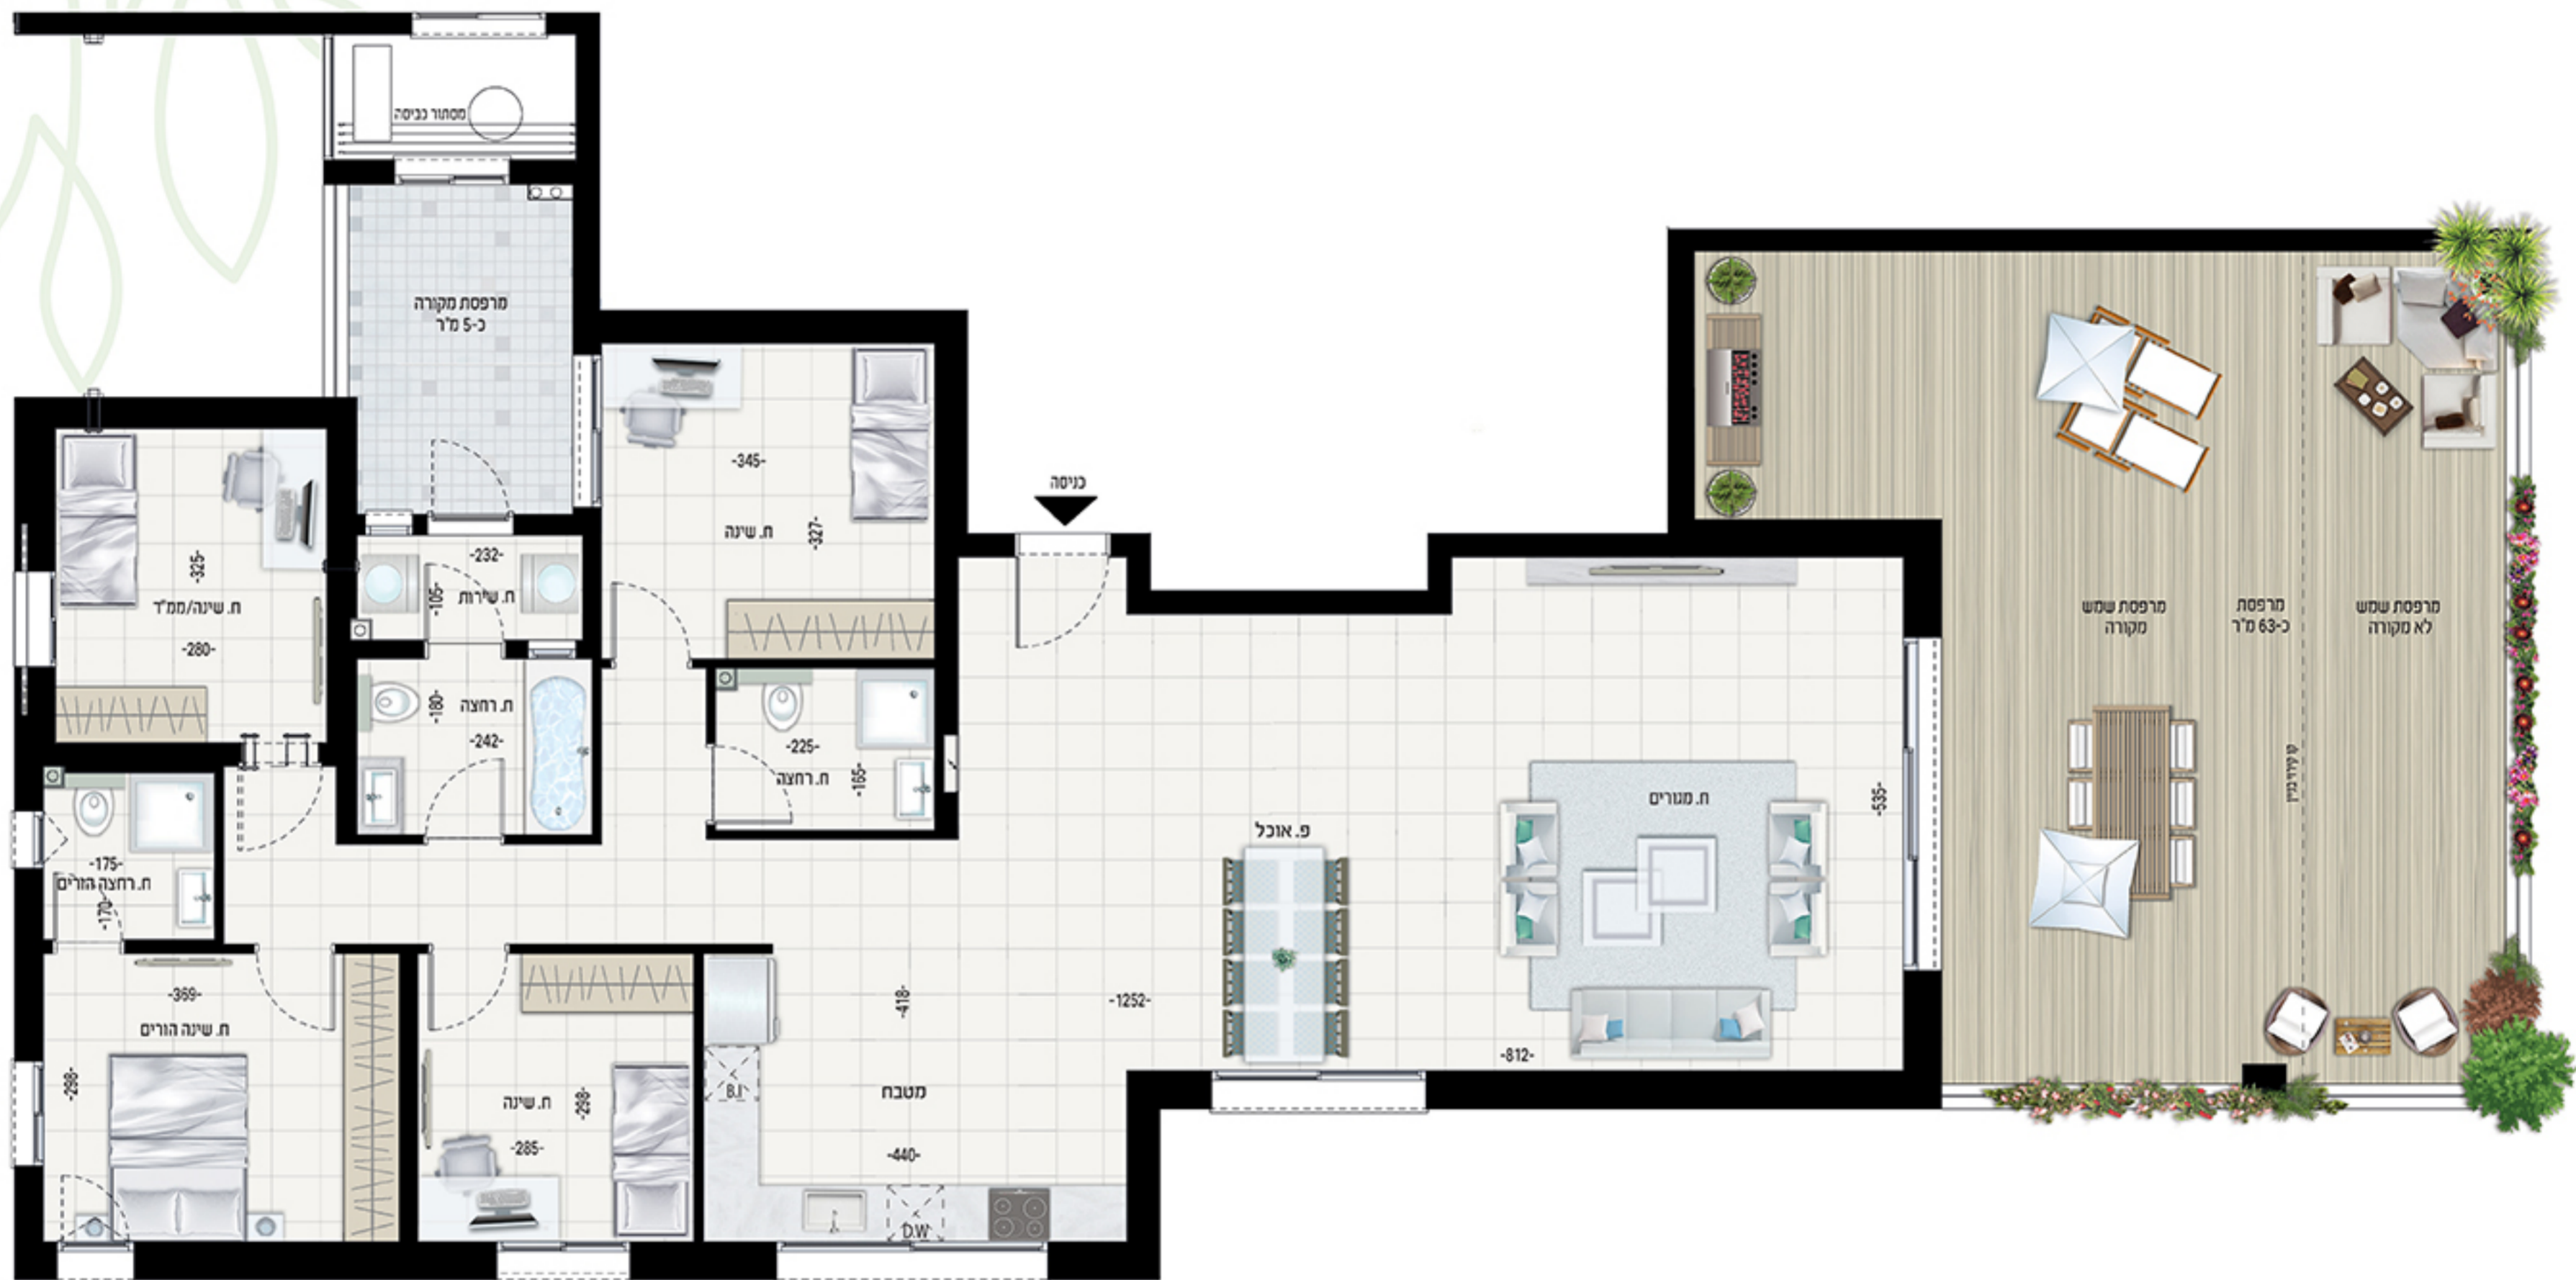 מסתור כביסה
מרפסת מקורה
כ-5 מ"ר
-345-
ח. שינה
-327-
כניסה
-325-
ח. שינה/ממ"ד
-280-
-232-
-105-
ח. שירות
-180-
ח. רחצה
-242-
-225-
ח. רחצה
-165-
-175-
ח. רחצה הורים
-170-
-369-
ח. שינה הורים
-298-
ח. שינה
-298-
-285-
B.I
-418-
מטבח
-440-
D.W
-1252-
פ. אוכל
ח. מגורים
-535-
-812-
מרפסת שמש
מקורה
מרפסת
כ-63 מ"ר
מרפסת שמש
לא מקורה